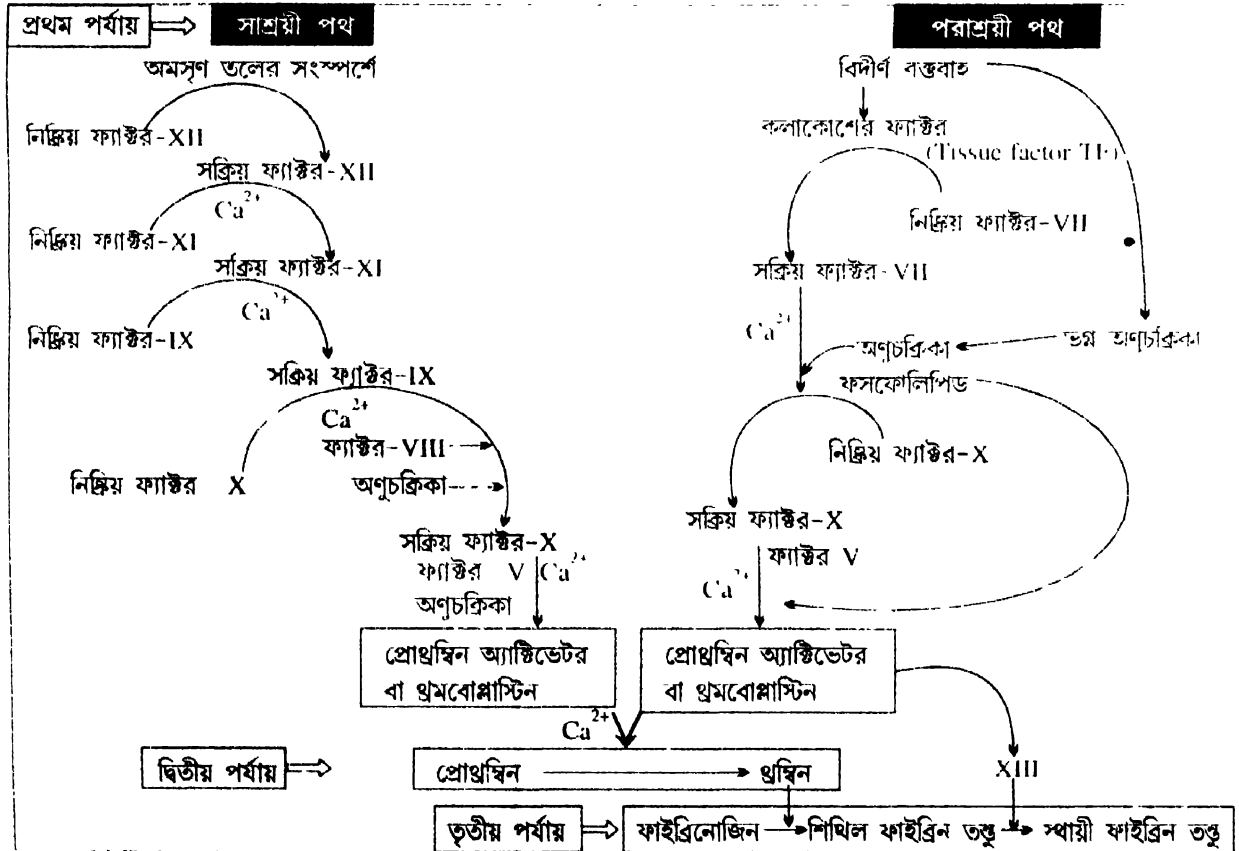 প্রথম পর্যায়
সাশ্রয়ী পথ
পরাশ্রয়ী পথ
অমসৃণ তলের সংস্পর্শে
নিষ্ক্রিয় ফ্যাক্টর-XII
সক্রিয় ফ্যাক্টর-XII
Ca²⁺
নিষ্ক্রিয় ফ্যাক্টর-XI
সক্রিয় ফ্যাক্টর-XI
Ca²⁺
নিষ্ক্রিয় ফ্যাক্টর-IX
সক্রিয় ফ্যাক্টর-IX
Ca²⁺
ফ্যাক্টর-VIII
নিষ্ক্রিয় ফ্যাক্টর X
অণুচক্রিকা
সক্রিয় ফ্যাক্টর-X
ফ্যাক্টর V Ca²⁺
অণুচক্রিকা
প্রোথ্রম্বিন অ্যাক্টিভেটর
বা থ্রমবোপ্লাস্টিন
বিদীর্ণ রক্তবাহ
কলাকোশের ফ্যাক্টর
(Tissue factor TF)
নিষ্ক্রিয় ফ্যাক্টর-VII
সক্রিয় ফ্যাক্টর-VII
Ca²⁺
অণুচক্রিকা
ফসফোলিপিড
ভগ্ন অণুচক্রিকা
নিষ্ক্রিয় ফ্যাক্টর-X
সক্রিয় ফ্যাক্টর-X
ফ্যাক্টর V
Ca²⁺
প্রোথ্রম্বিন অ্যাক্টিভেটর
বা থ্রমবোপ্লাস্টিন
Ca²⁺
দ্বিতীয় পর্যায়
প্রোথ্রম্বিন থ্রম্বিন
XIII
তৃতীয় পর্যায়
ফাইব্রিনোজিন শিথিল ফাইব্রিন তন্তু স্থায়ী ফাইব্রিন তন্তু